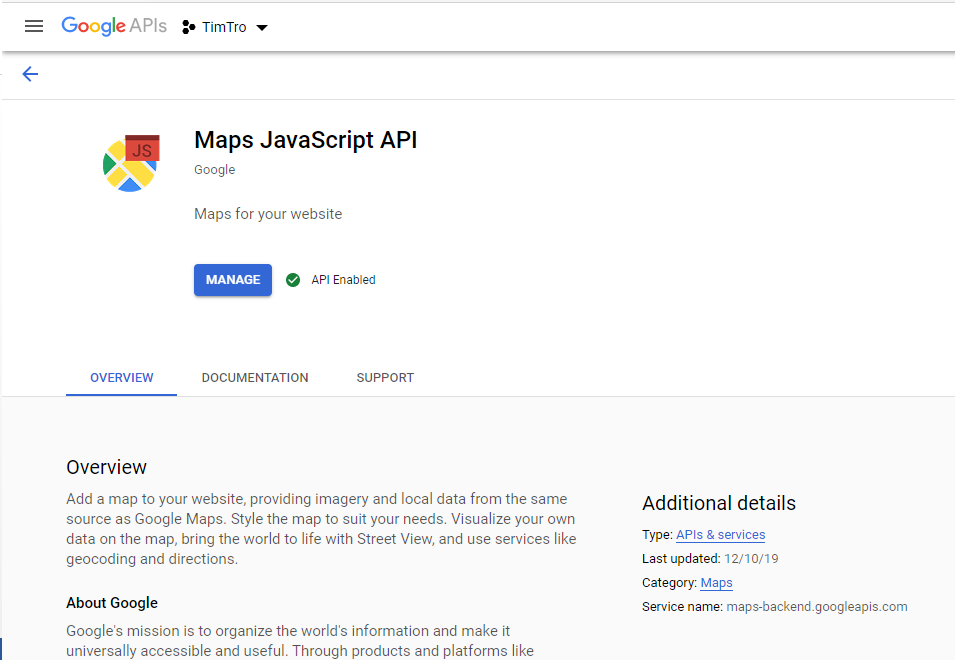 Google APIs TimTro
JS
Maps JavaScript API
Google
Maps for your website
MANAGE API Enabled
OVERVIEW DOCUMENTATION SUPPORT
Overview
Add a map to your website, providing imagery and local data from the same
source as Google Maps. Style the map to suit your needs. Visualize your own
data on the map, bring the world to life with Street View, and use services like
geocoding and directions.
About Google
Google's mission is to organize the world's information and make it
universally accessible and useful. Through products and platforms like
Additional details
Type: APIs & services
Last updated: 12/10/19
Category: Maps
Service name: maps-backend.googleapis.com